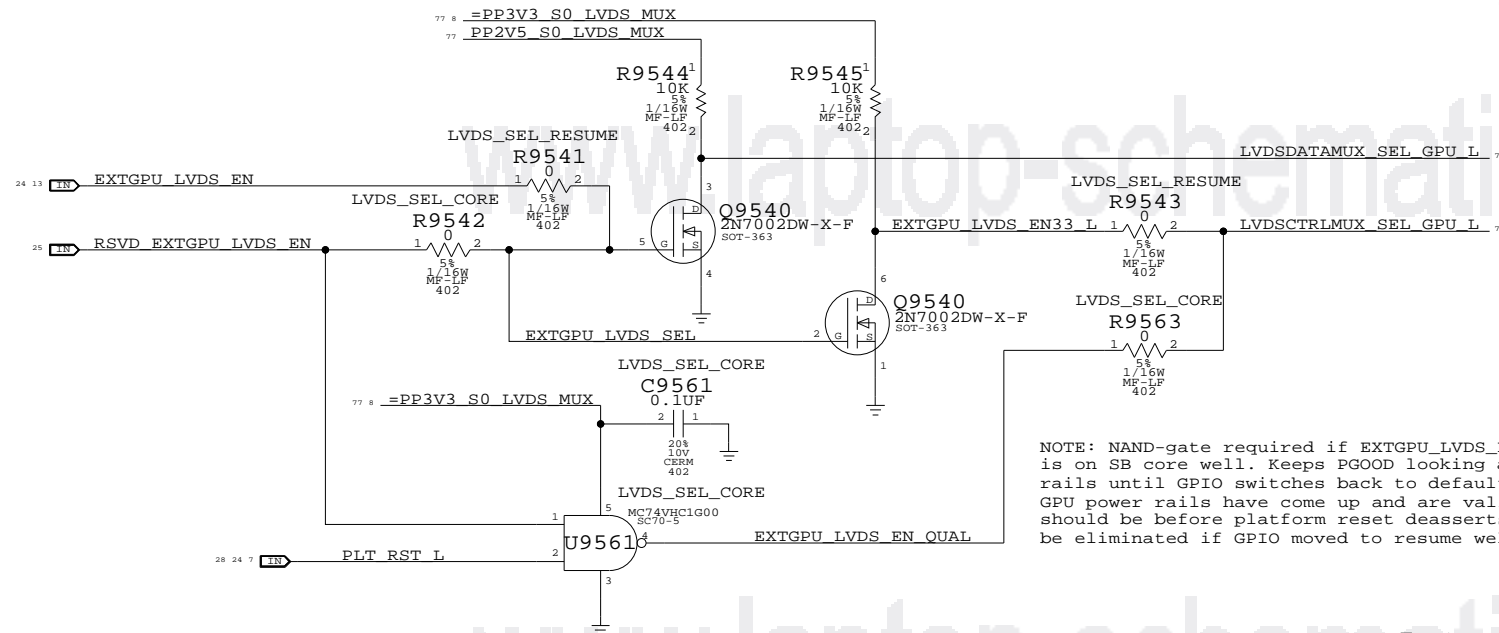 77 8 =PP3V3_S0_LVDS_MUX
77 PP2V5_S0_LVDS_MUX
R9544 1
10K
5%
1/16W
MF-LF
402 2
R9545 1
10K
5%
1/16W
MF-LF
402 2
www.laptop-schemati
LVDS_SEL_RESUME
R9541
1 0 2
5%
1/16W
MF-LF
402
LVDSDATAMUX_SEL_GPU_L 7
24 13 IN EXTGPU_LVDS_EN
LVDS_SEL_CORE
R9542
1 0 2
5%
1/16W
MF-LF
402
25 IN RSVD_EXTGPU_LVDS_EN
3
D
5 G S
4
Q9540
2N7002DW-X-F
SOT-363
EXTGPU_LVDS_EN33_L
LVDS_SEL_RESUME
R9543
1 0 2
5%
1/16W
MF-LF
402
LVDSCTRLMUX_SEL_GPU_L 7
EXTGPU_LVDS_SEL
6
D
2 G S
1
Q9540
2N7002DW-X-F
SOT-363
LVDS_SEL_CORE
R9563
1 0 2
5%
1/16W
MF-LF
402
LVDS_SEL_CORE
C9561
0.1UF
2 1
20%
10V
CERM
402
77 8 =PP3V3_S0_LVDS_MUX
NOTE: NAND-gate required if EXTGPU_LVDS_
is on SB core well. Keeps PGOOD looking
rails until GPIO switches back to defaul
GPU power rails have come up and are val
should be before platform reset deassert
be eliminated if GPIO moved to resume we
LVDS_SEL_CORE
MC74VHC1G00
SC70-5
5
1
U9561
4
2
3
EXTGPU_LVDS_EN_QUAL
28 24 7 IN PLT_RST_L
www.laptop-schemati